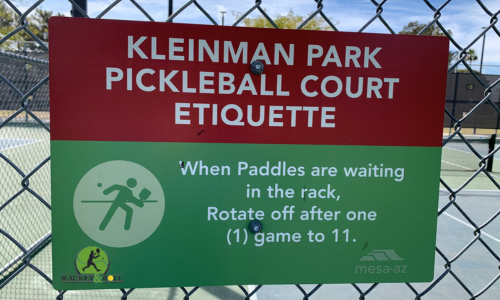 KLEINMAN PARK
PICKLEBALL COURT
ETIQUETTE
When Paddles are waiting
in the rack,
Rotate off after one
(1) game to 11.
mesa·az